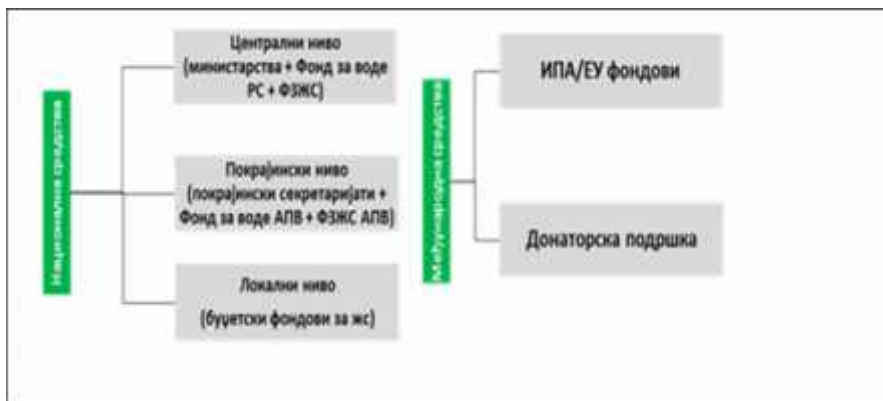 Национална средства
Централни ниво
(министарства + Фонд за воде
РС + ФЗЖС)
Покрајински ниво
(покрајински секретаријати +
Фонд за воде АПВ + ФЗЖС АПВ)
Локални ниво
(буџетски фондови за жс)
Међународна средства
ИПА/ЕУ фондови
Донаторска подршка